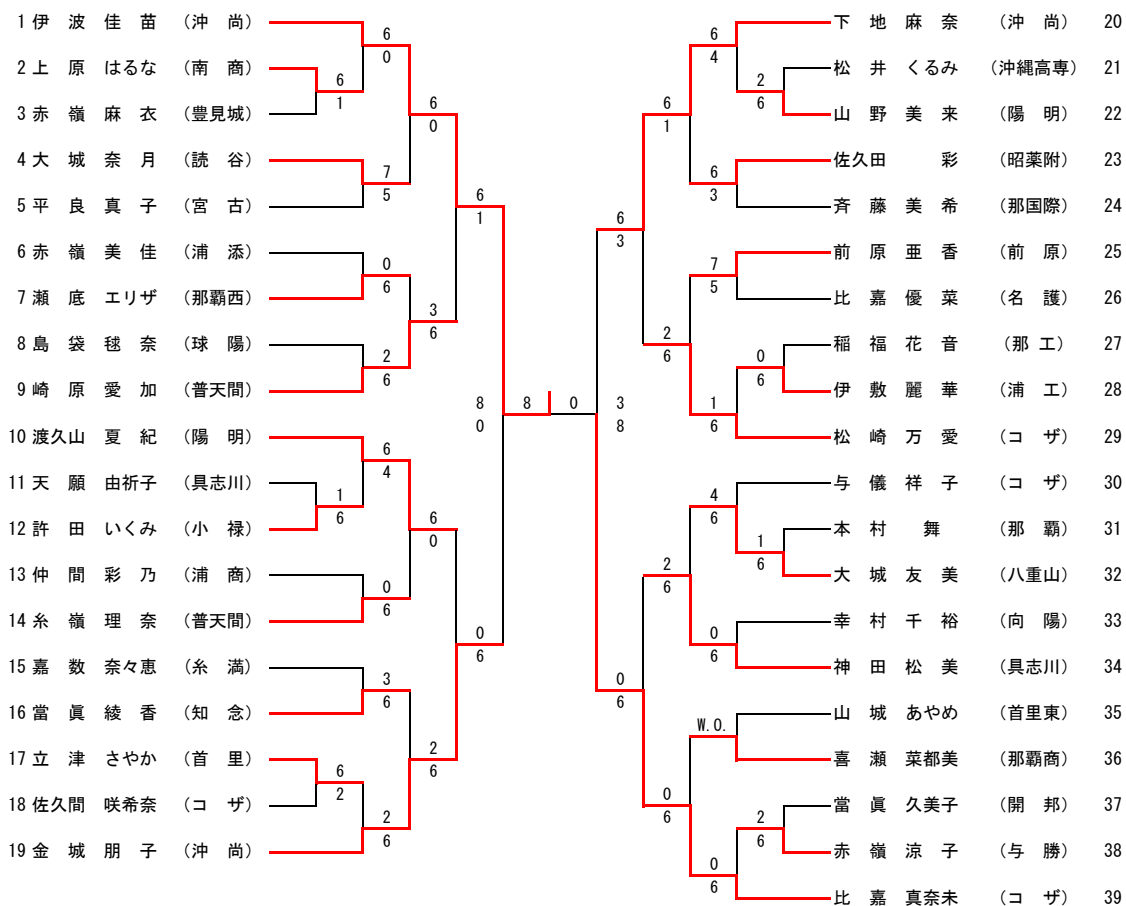 1 伊 波 佳 苗 (沖 尚)
6
0
2 上 原 はるな (南 商)
6
1
3 赤 嶺 麻 衣 (豊見城)
6
0
4 大 城 奈 月 (読 谷)
7
5
5 平 良 真 子 (宮 古)
6
1
6 赤 嶺 美 佳 (浦 添)
0
6
7 瀬 底 エリザ (那覇西)
3
6
8 島 袋 毬 奈 (球 陽)
2
6
9 崎 原 愛 加 (普天間)
8
0
10 渡久山 夏 紀 (陽 明)
6
4
11 天 願 由祈子 (具志川)
1
6
12 許 田 いくみ (小 禄)
6
0
13 仲 間 彩 乃 (浦 商)
0
6
14 糸 嶺 理 奈 (普天間)
0
6
15 嘉 数 奈々恵 (糸 満)
3
6
16 當 眞 綾 香 (知 念)
2
6
17 立 津 さやか (首 里)
6
2
18 佐久間 咲希奈 (コ ザ)
2
6
19 金 城 朋 子 (沖 尚)
8 0
下 地 麻 奈 (沖 尚) 20
6
4
松 井 くるみ (沖縄高専) 21
2
6
山 野 美 来 (陽 明) 22
6
1
佐久田 彩 (昭薬附) 23
6
3
斉 藤 美 希 (那国際) 24
6
3
前 原 亜 香 (前 原) 25
7
5
比 嘉 優 菜 (名 護) 26
2
6
稲 福 花 音 (那 工) 27
0
6
伊 敷 麗 華 (浦 工) 28
1
6
松 崎 万 愛 (コ ザ) 29
3
8
与 儀 祥 子 (コ ザ) 30
4
6
本 村 舞 (那 覇) 31
1
6
大 城 友 美 (八重山) 32
2
6
幸 村 千 裕 (向 陽) 33
0
6
神 田 松 美 (具志川) 34
0
6
山 城 あやめ (首里東) 35
W.O.
喜 瀬 菜都美 (那覇商) 36
0
6
當 眞 久美子 (開 邦) 37
2
6
赤 嶺 涼 子 (与 勝) 38
0
6
比 嘉 真奈未 (コ ザ) 39